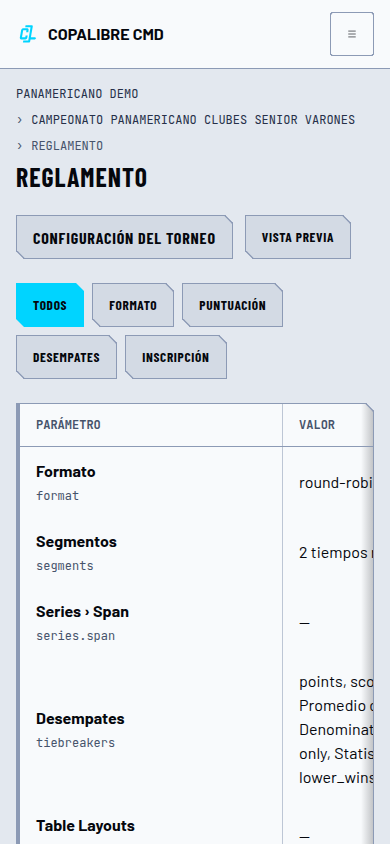 COPALIBRE CMD
PANAMERICANO DEMO
› CAMPEONATO PANAMERICANO CLUBES SENIOR VARONES
› REGLAMENTO
REGLAMENTO
CONFIGURACIÓN DEL TORNEO VISTA PREVIA
TODOS FORMATO PUNTUACIÓN
DESEMPATES INSCRIPCIÓN
PARÁMETRO VALOR
Formato
format
round-robi
Segmentos
segments
2 tiempos
Series › Span
series.span
—
Desempates
tiebreakers
points, sco
Promedio
Denominat
only, Statis
lower_wins
Table Layouts
—